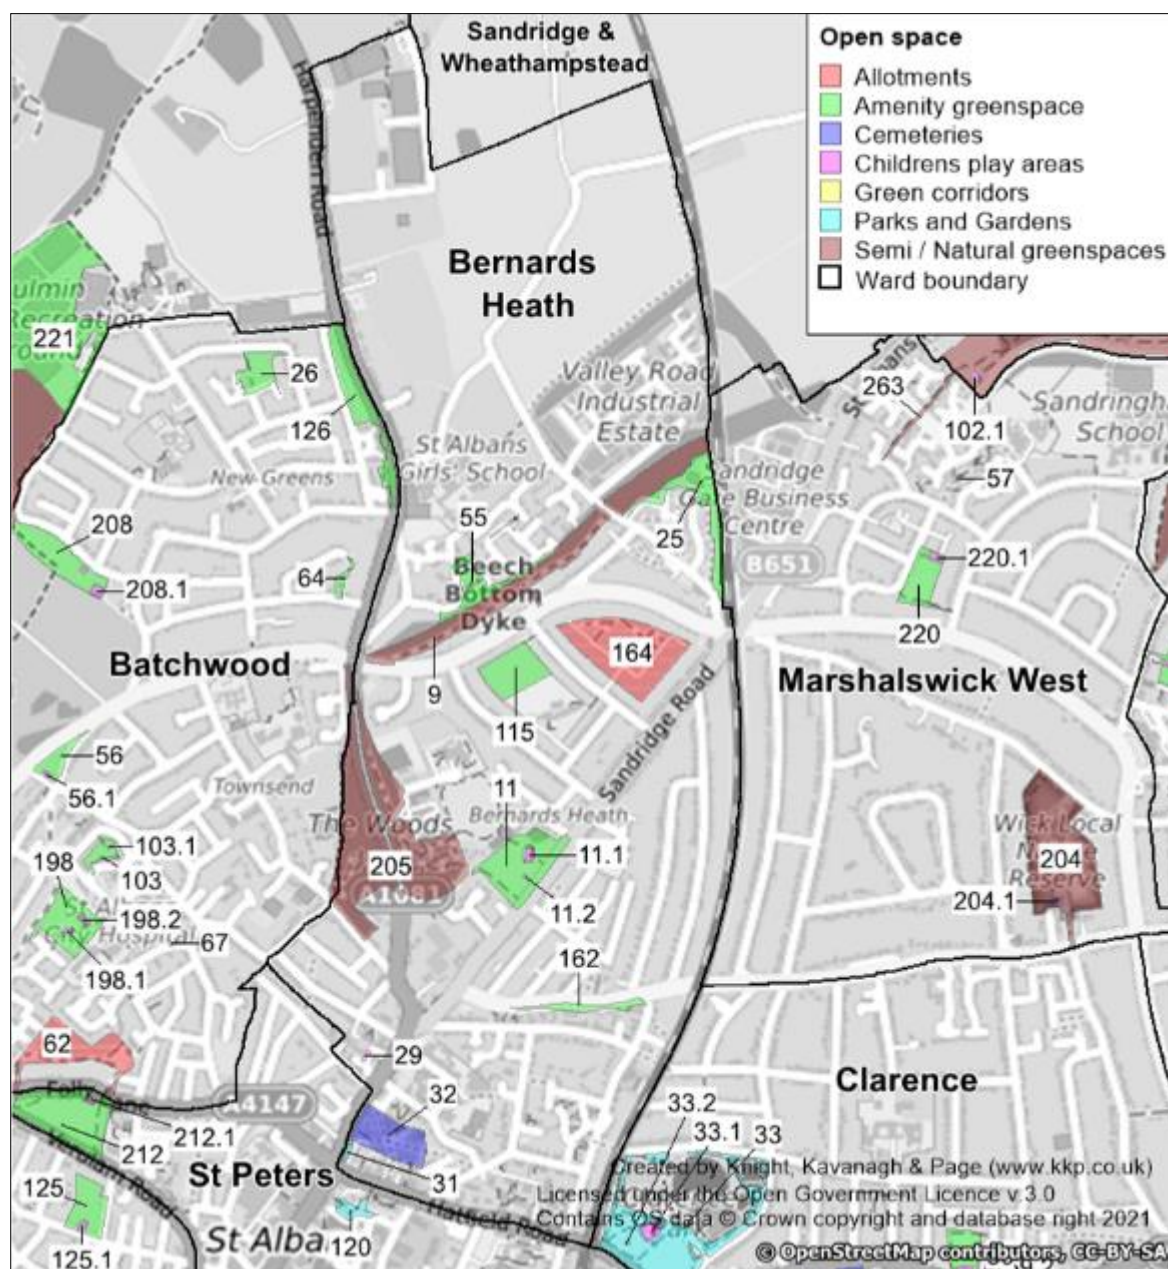 Sandridge &
Wheathampstead
Open space
Allotments
Amenity greenspace
Cemeteries
Childrens play areas
Green corridors
Parks and Gardens
Semi / Natural greenspaces
Ward boundary
Harpenden Road
Bernards
Heath
ulmin
Recreation
221
26
126
Valley Road
Industrial
Estate
263
102.1
Sandringh
School
St Albans
Girls' School
New Greens
57
Sandridge
Gate Business
Centre
208
55
25
B651
220.1
64
208.1
Beech
Bottom
Dyke
220
164
Batchwood
Marshalswick West
9
115
Sandridge Road
56
56.1
Townsend
11
Bernards Heath
The Woods
Wick Local
Reserve
103.1
198
205
11.1
204
103
A1081
204.1
198.2
11.2
67
198.1
162
62
29
Clarence
A4147
32
33.2
33.1
33
212.1
212
St Peters
31
125
Hatfield Road
120
St Alba
125.1
Created by Knight, Kavanagh & Page (www.kkp.co.uk)
Licensed under the Open Government Licence v.3.0
Contains OS data © Crown copyright and database right 2021
© OpenStreetMap contributors, CC-BY-SA